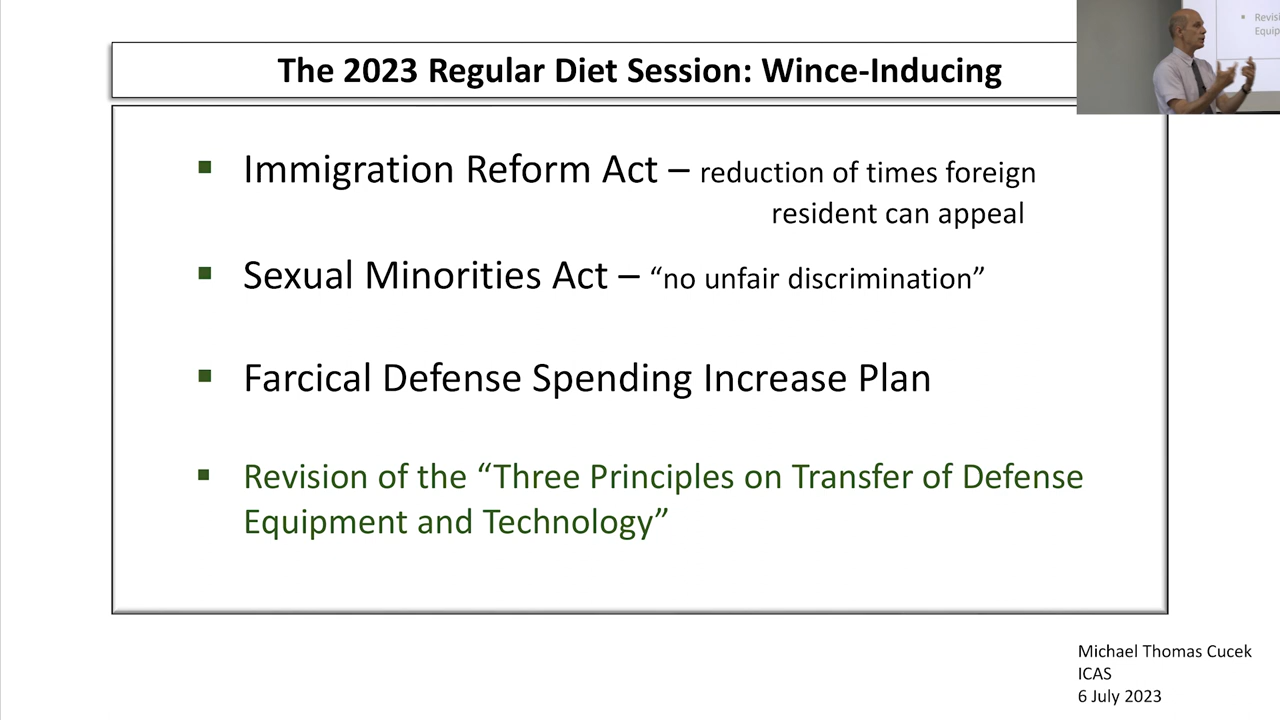 The 2023 Regular Diet Session: Wince-Inducing
▪ Immigration Reform Act – reduction of times foreign
resident can appeal
▪ Sexual Minorities Act – “no unfair discrimination”
▪ Farcical Defense Spending Increase Plan
▪ Revision of the “Three Principles on Transfer of Defense
Equipment and Technology”
Michael Thomas Cucek
ICAS
6 July 2023